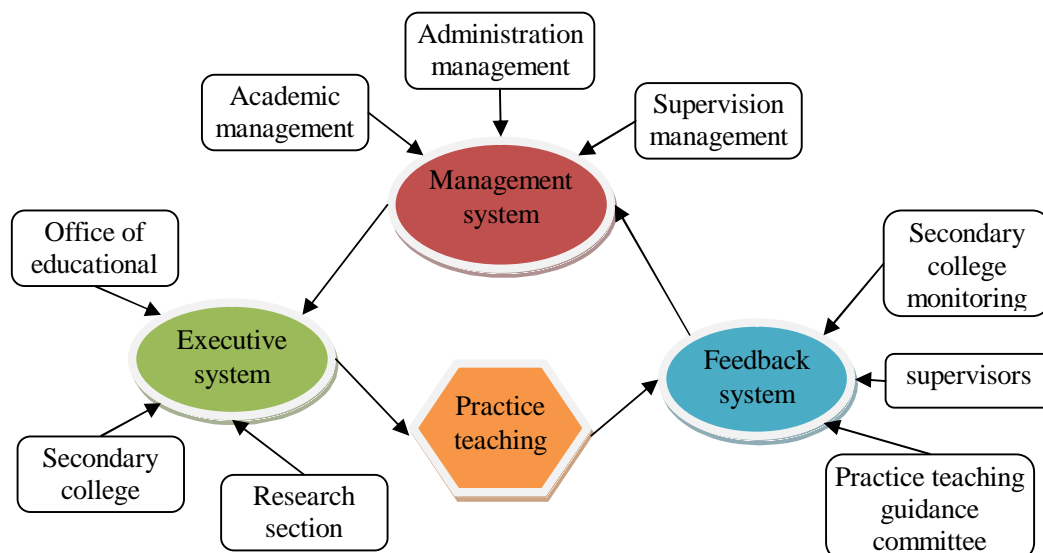 Administration
management
Academic
management
Supervision
management
Management
system
Office of
educational
Secondary
college
monitoring
Executive
system
Feedback
system
supervisors
Practice
teaching
Secondary
college
Research
section
Practice teaching
guidance
committee